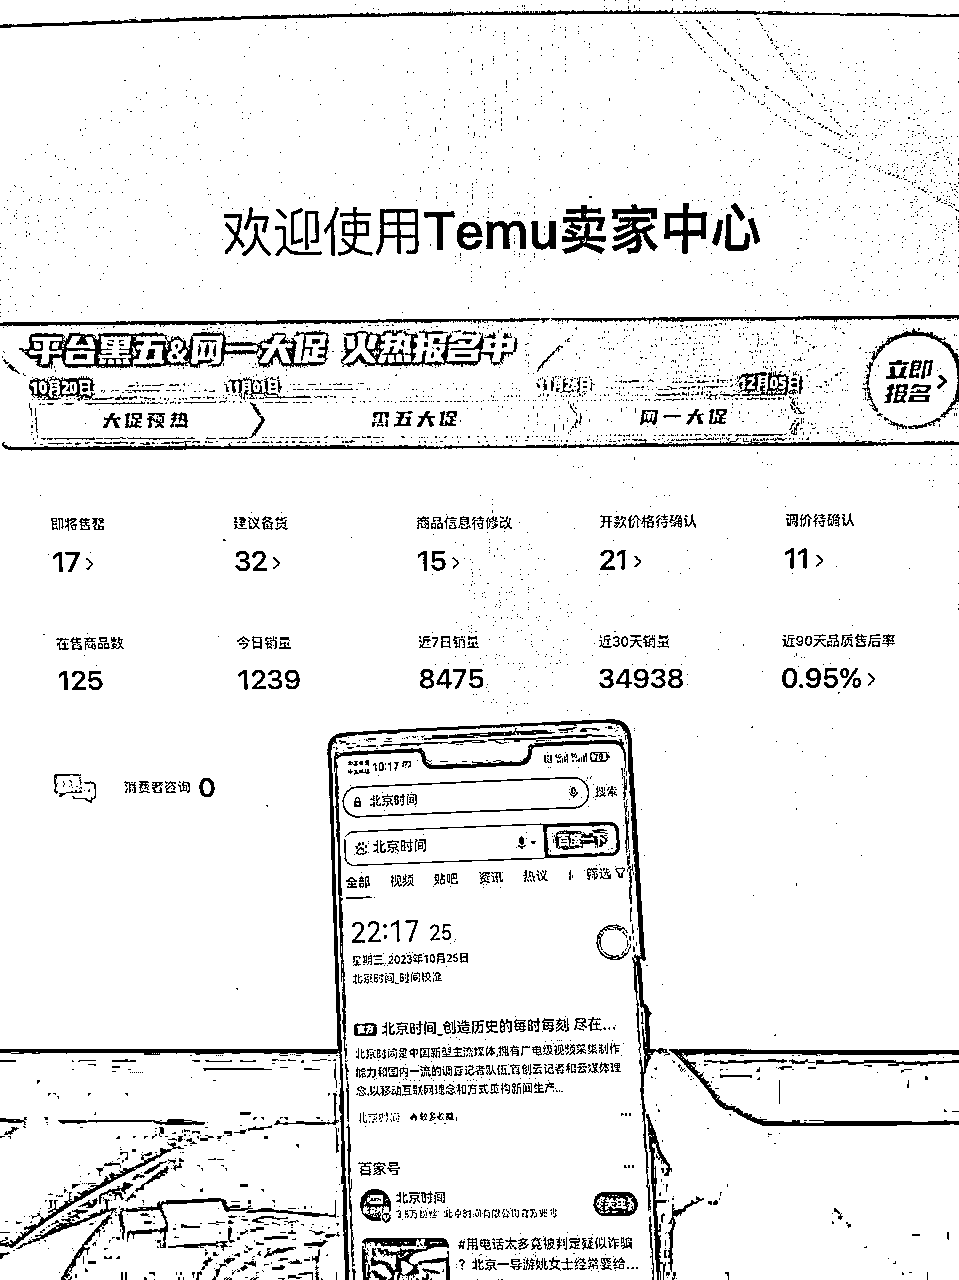 欢迎使用Temu卖家中心
平台黑五&网一大促 火热报名中
10月20日 11月01日 12月03日
大促预热 黑五大促 网一大促
立即
报名
即将售罄 建议备货 商品信息待修改 开款价格待确认 调价待确认
17 32 15 21 11
在售商品数 今日销量 近7日销量 近30天销量 近90天品质售后率
125 1239 8475 34938 0.95%
消费者咨询 0
10:17
北京时间 搜索
北京时间 百度一下
全部 视频 贴吧 资讯 热议 筛选
22:17 25
星期三 2023年10月25日
北京时间_时间校准
官方 北京时间_创造历史的每时每刻 尽在...
北京时间是中国新型主流媒体,拥有广电级视频采集制作
能力和国内一流的调查记者队伍,首创云记者和云媒体理
念,以移动互联网理念和方式重构新闻生产...
北京时间
百家号
北京时间
#用电话太多竟被判定疑似诈骗
? 北京一导游姚女士经常要给...